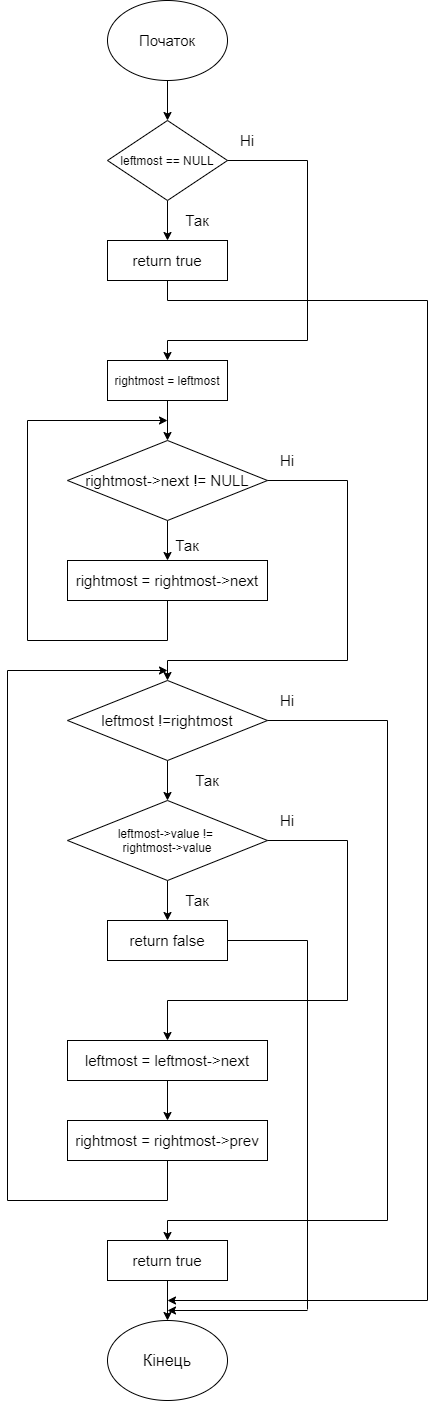 Початок
Ні
leftmost == NULL
Так
return true
rightmost = leftmost
Ні
rightmost->next != NULL
Так
rightmost = rightmost->next
Ні
leftmost !=rightmost
Так
Ні
leftmost->value !=
rightmost->value
Так
return false
leftmost = leftmost->next
rightmost = rightmost->prev
return true
Кінець